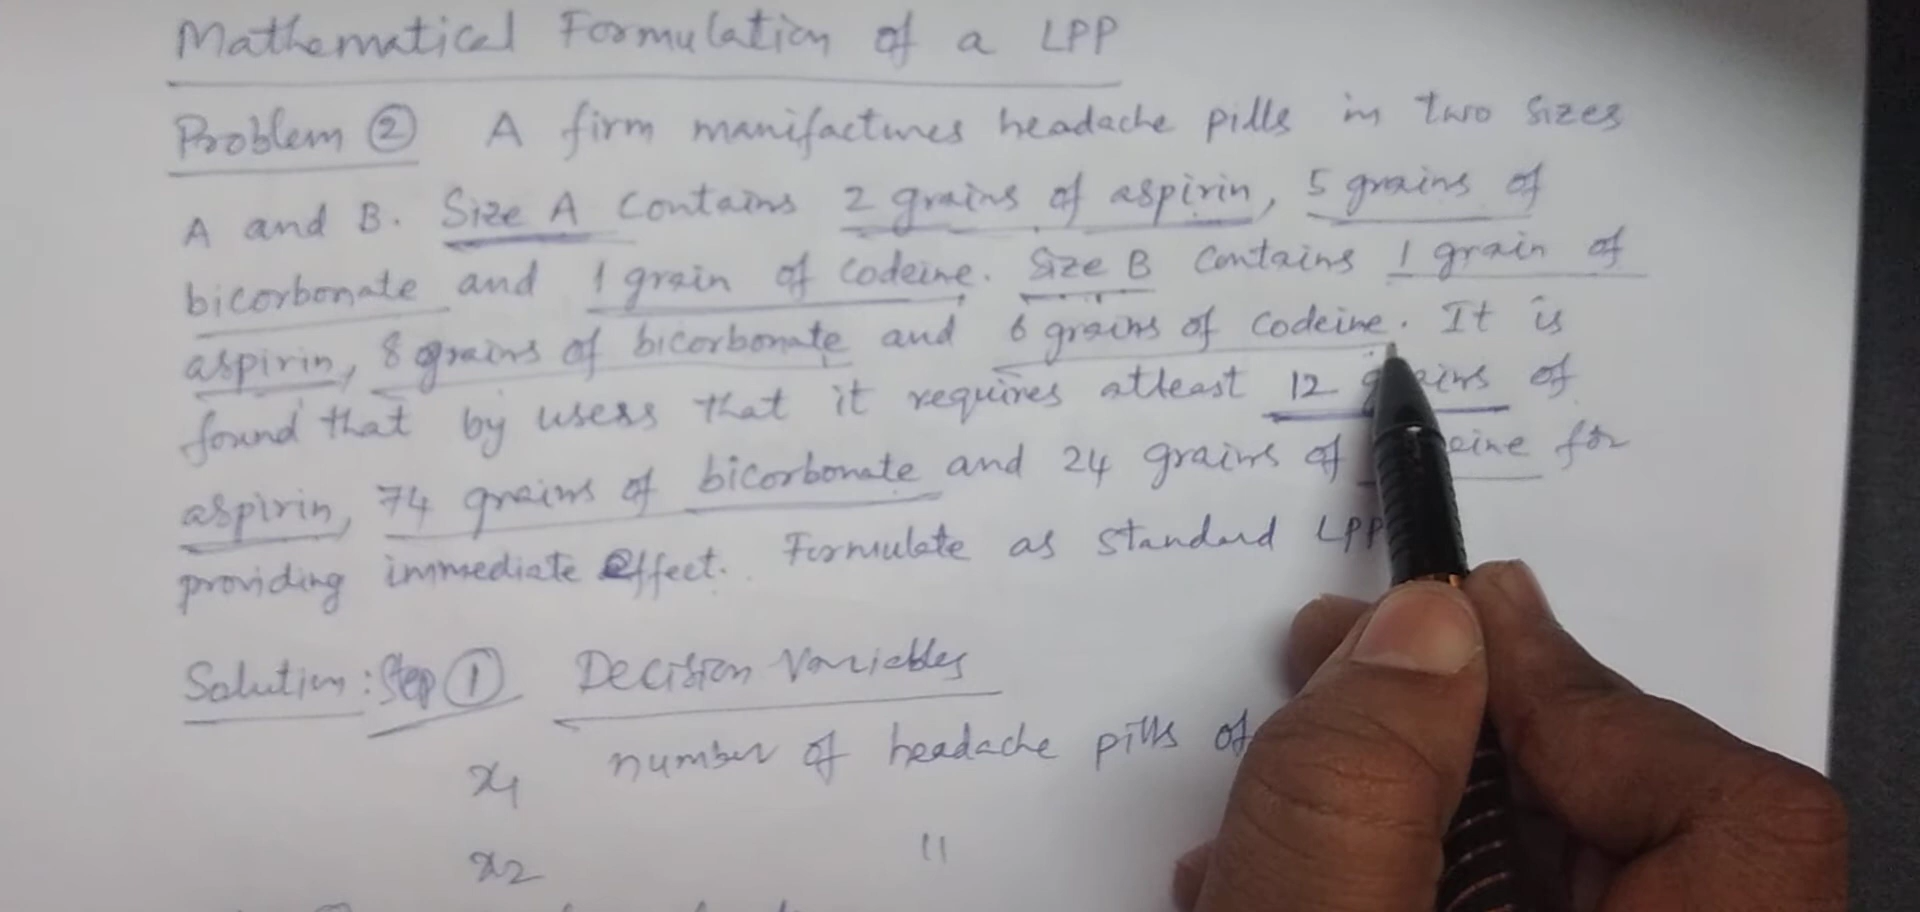 Mathematical Formulation of a LPP
Problem ② A firm manifactures headache pills in two sizes
A and B. Size A contains 2 grains of aspirin, 5 grains of
bicorbonate and 1 grain of codeine. Size B contains 1 grain of
aspirin, 8 grains of bicorbonate and 6 grains of codeine. It is
found that by usess that it requires atleast 12 of
aspirin, 74 grains of bicorbonate and 24 grains of for
providing immediate effect. Formulate as standard LPP
Solution: Step ① Decision Variables
x1 number of headache pills of
x2 "